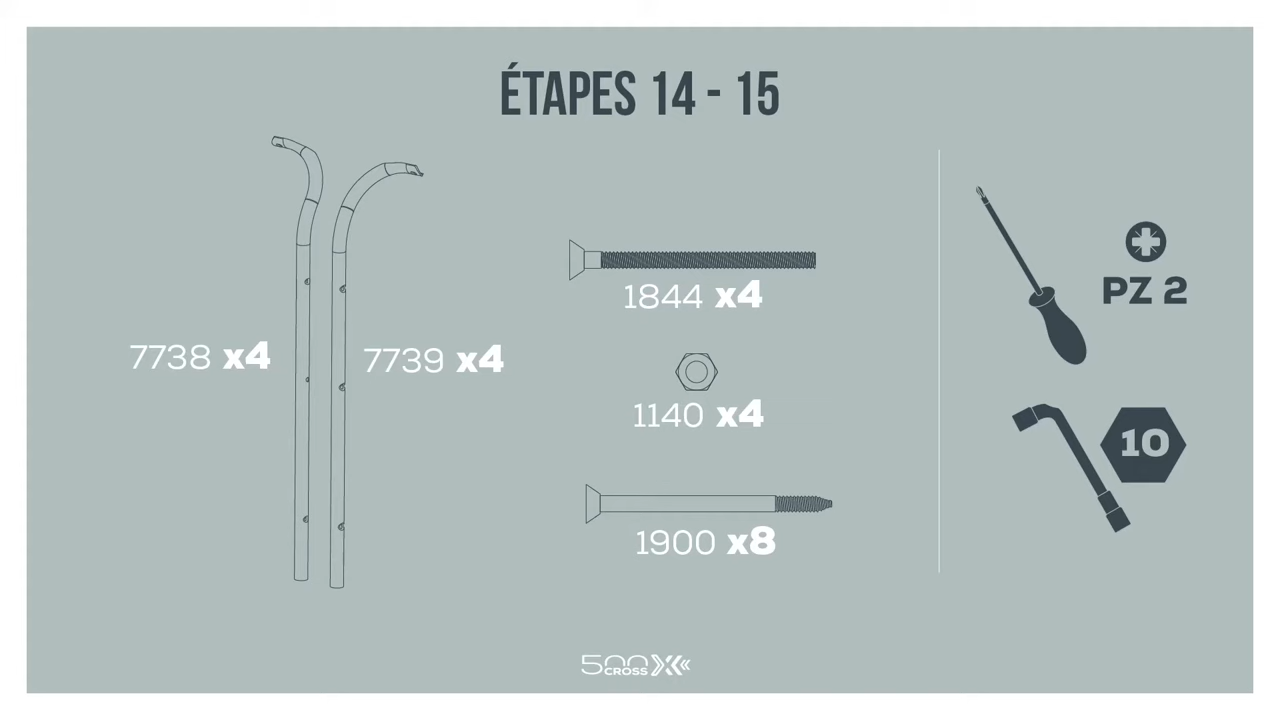 ÉTAPES 14 - 15
7738 x4
7739 x4
1844 x4
1140 x4
1900 x8
PZ 2
10
500
CROSS